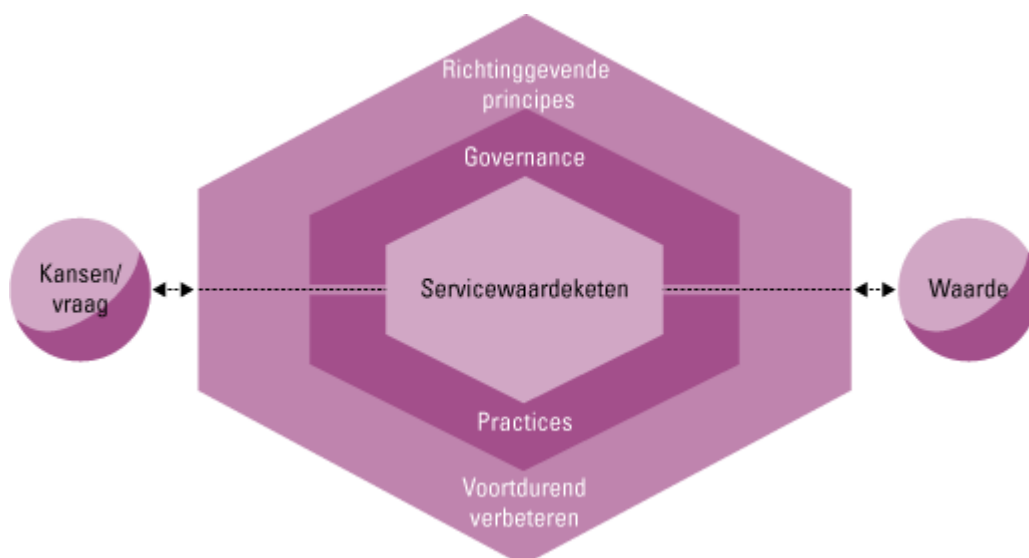 Richtinggevende
principes
Governance
Kansen/
vraag
Servicewaardeketen
Waarde
Practices
Voortdurend
verbeteren